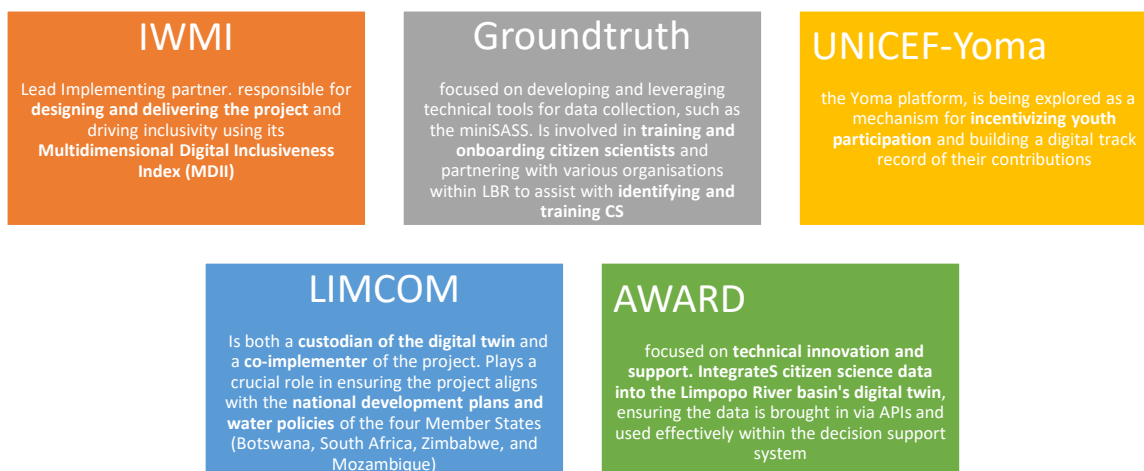 IWMI
Lead Implementing partner. responsible for
designing and delivering the project and
driving inclusivity using its
Multidimensional Digital Inclusiveness
Index (MDII)
Groundtruth
focused on developing and leveraging
technical tools for data collection, such as
the miniSASS. Is involved in training and
onboarding citizen scientists and
partnering with various organisations
within LBR to assist with identifying and
training CS
UNICEF-Yoma
the Yoma platform, is being explored as a
mechanism for incentivizing youth
participation and building a digital track
record of their contributions
LIMCOM
Is both a custodian of the digital twin and
a co-implementer of the project. Plays a
crucial role in ensuring the project aligns
with the national development plans and
water policies of the four Member States
(Botswana, South Africa, Zimbabwe, and
Mozambique)
AWARD
focused on technical innovation and
support. IntegrateS citizen science data
into the Limpopo River basin's digital twin,
ensuring the data is brought in via APIs and
used effectively within the decision support
system